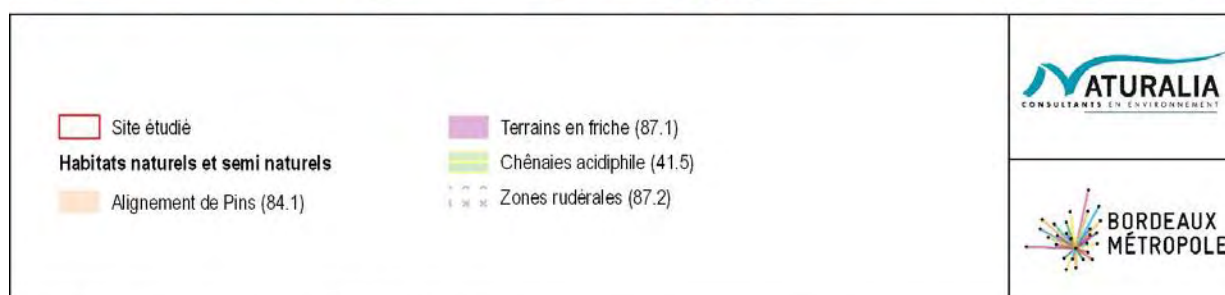 Site étudié
Habitats naturels et semi naturels
Alignement de Pins (84.1)
Terrains en friche (87.1)
Chênaies acidiphile (41.5)
Zones rudérales (87.2)
NATURALIA
CONSULTANTS EN ENVIRONNEMENT
BORDEAUX
MÉTROPOLE